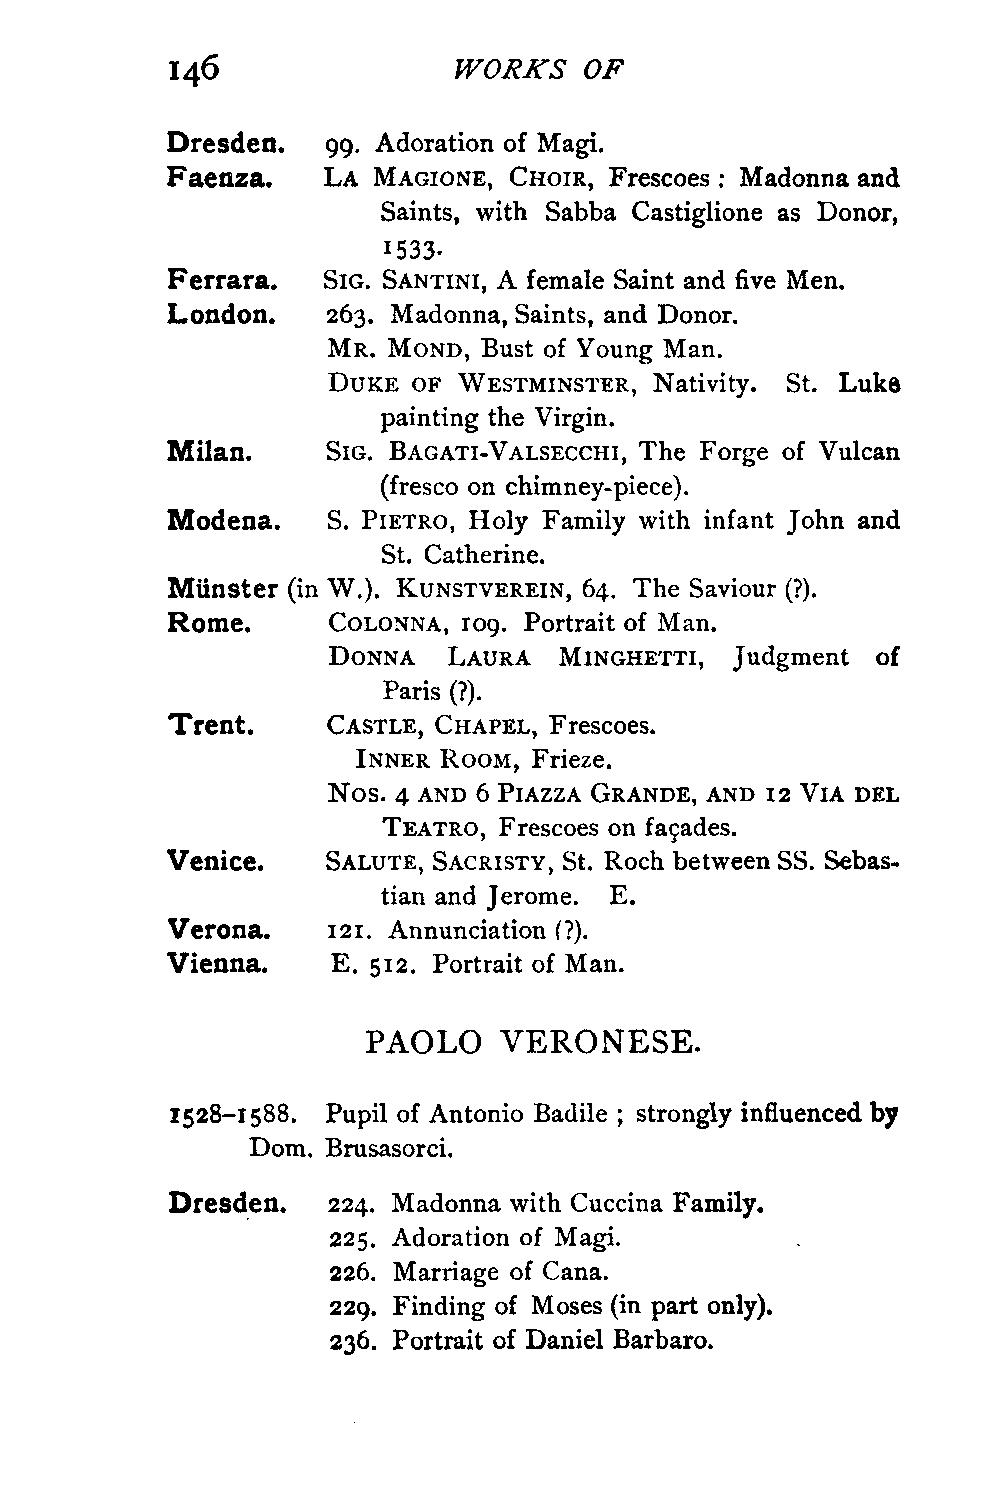 146 WORKS OF
Dresden. 99. Adoration of Magi.
Faenza. LA MAGIONE, CHOIR, Frescoes : Madonna and
Saints, with Sabba Castiglione as Donor,
1533.
Ferrara. SIG. SANTINI, A female Saint and five Men.
London. 263. Madonna, Saints, and Donor.
MR. MOND, Bust of Young Man.
DUKE OF WESTMINSTER, Nativity. St. Luke
painting the Virgin.
Milan. SIG. BAGATI-VALSECCHI, The Forge of Vulcan
(fresco on chimney-piece).
Modena. S. PIETRO, Holy Family with infant John and
St. Catherine.
Münster (in W.). KUNSTVEREIN, 64. The Saviour (?).
Rome. COLONNA, 109. Portrait of Man.
DONNA LAURA MINGHETTI, Judgment of
Paris (?).
Trent. CASTLE, CHAPEL, Frescoes.
INNER ROOM, Frieze.
NOS. 4 AND 6 PIAZZA GRANDE, AND 12 VIA DEL
TEATRO, Frescoes on façades.
Venice. SALUTE, SACRISTY, St. Roch between SS. Sebas-
tian and Jerome. E.
Verona. 121. Annunciation (?).
Vienna. E. 512. Portrait of Man.
PAOLO VERONESE.
1528–1588. Pupil of Antonio Badile ; strongly influenced by
Dom. Brusasorci.
Dresden. 224. Madonna with Cuccina Family.
225. Adoration of Magi.
226. Marriage of Cana.
229. Finding of Moses (in part only).
236. Portrait of Daniel Barbaro.